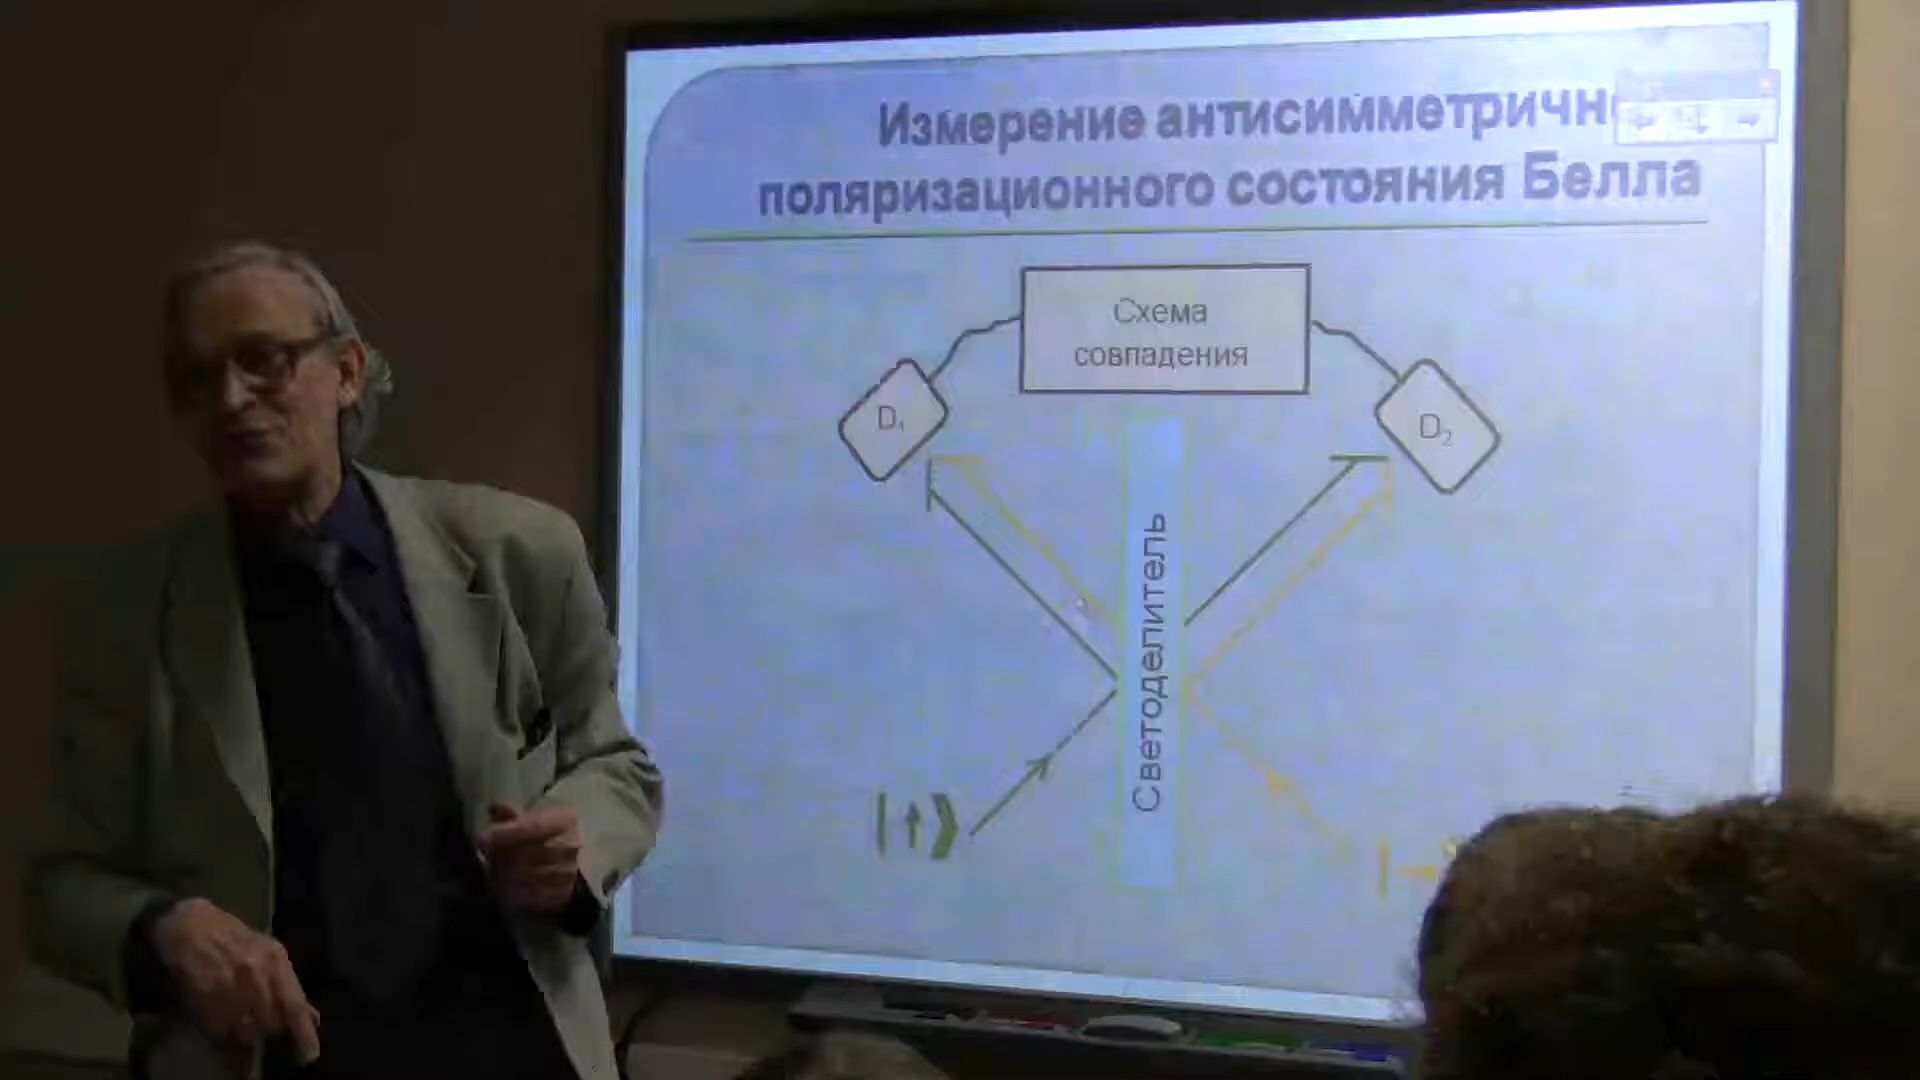 Измерение антисимметричн
поляризационного состояния Белла
Схема
совпадения
D₁
D₂
Светоделитель
|↑⟩
|→